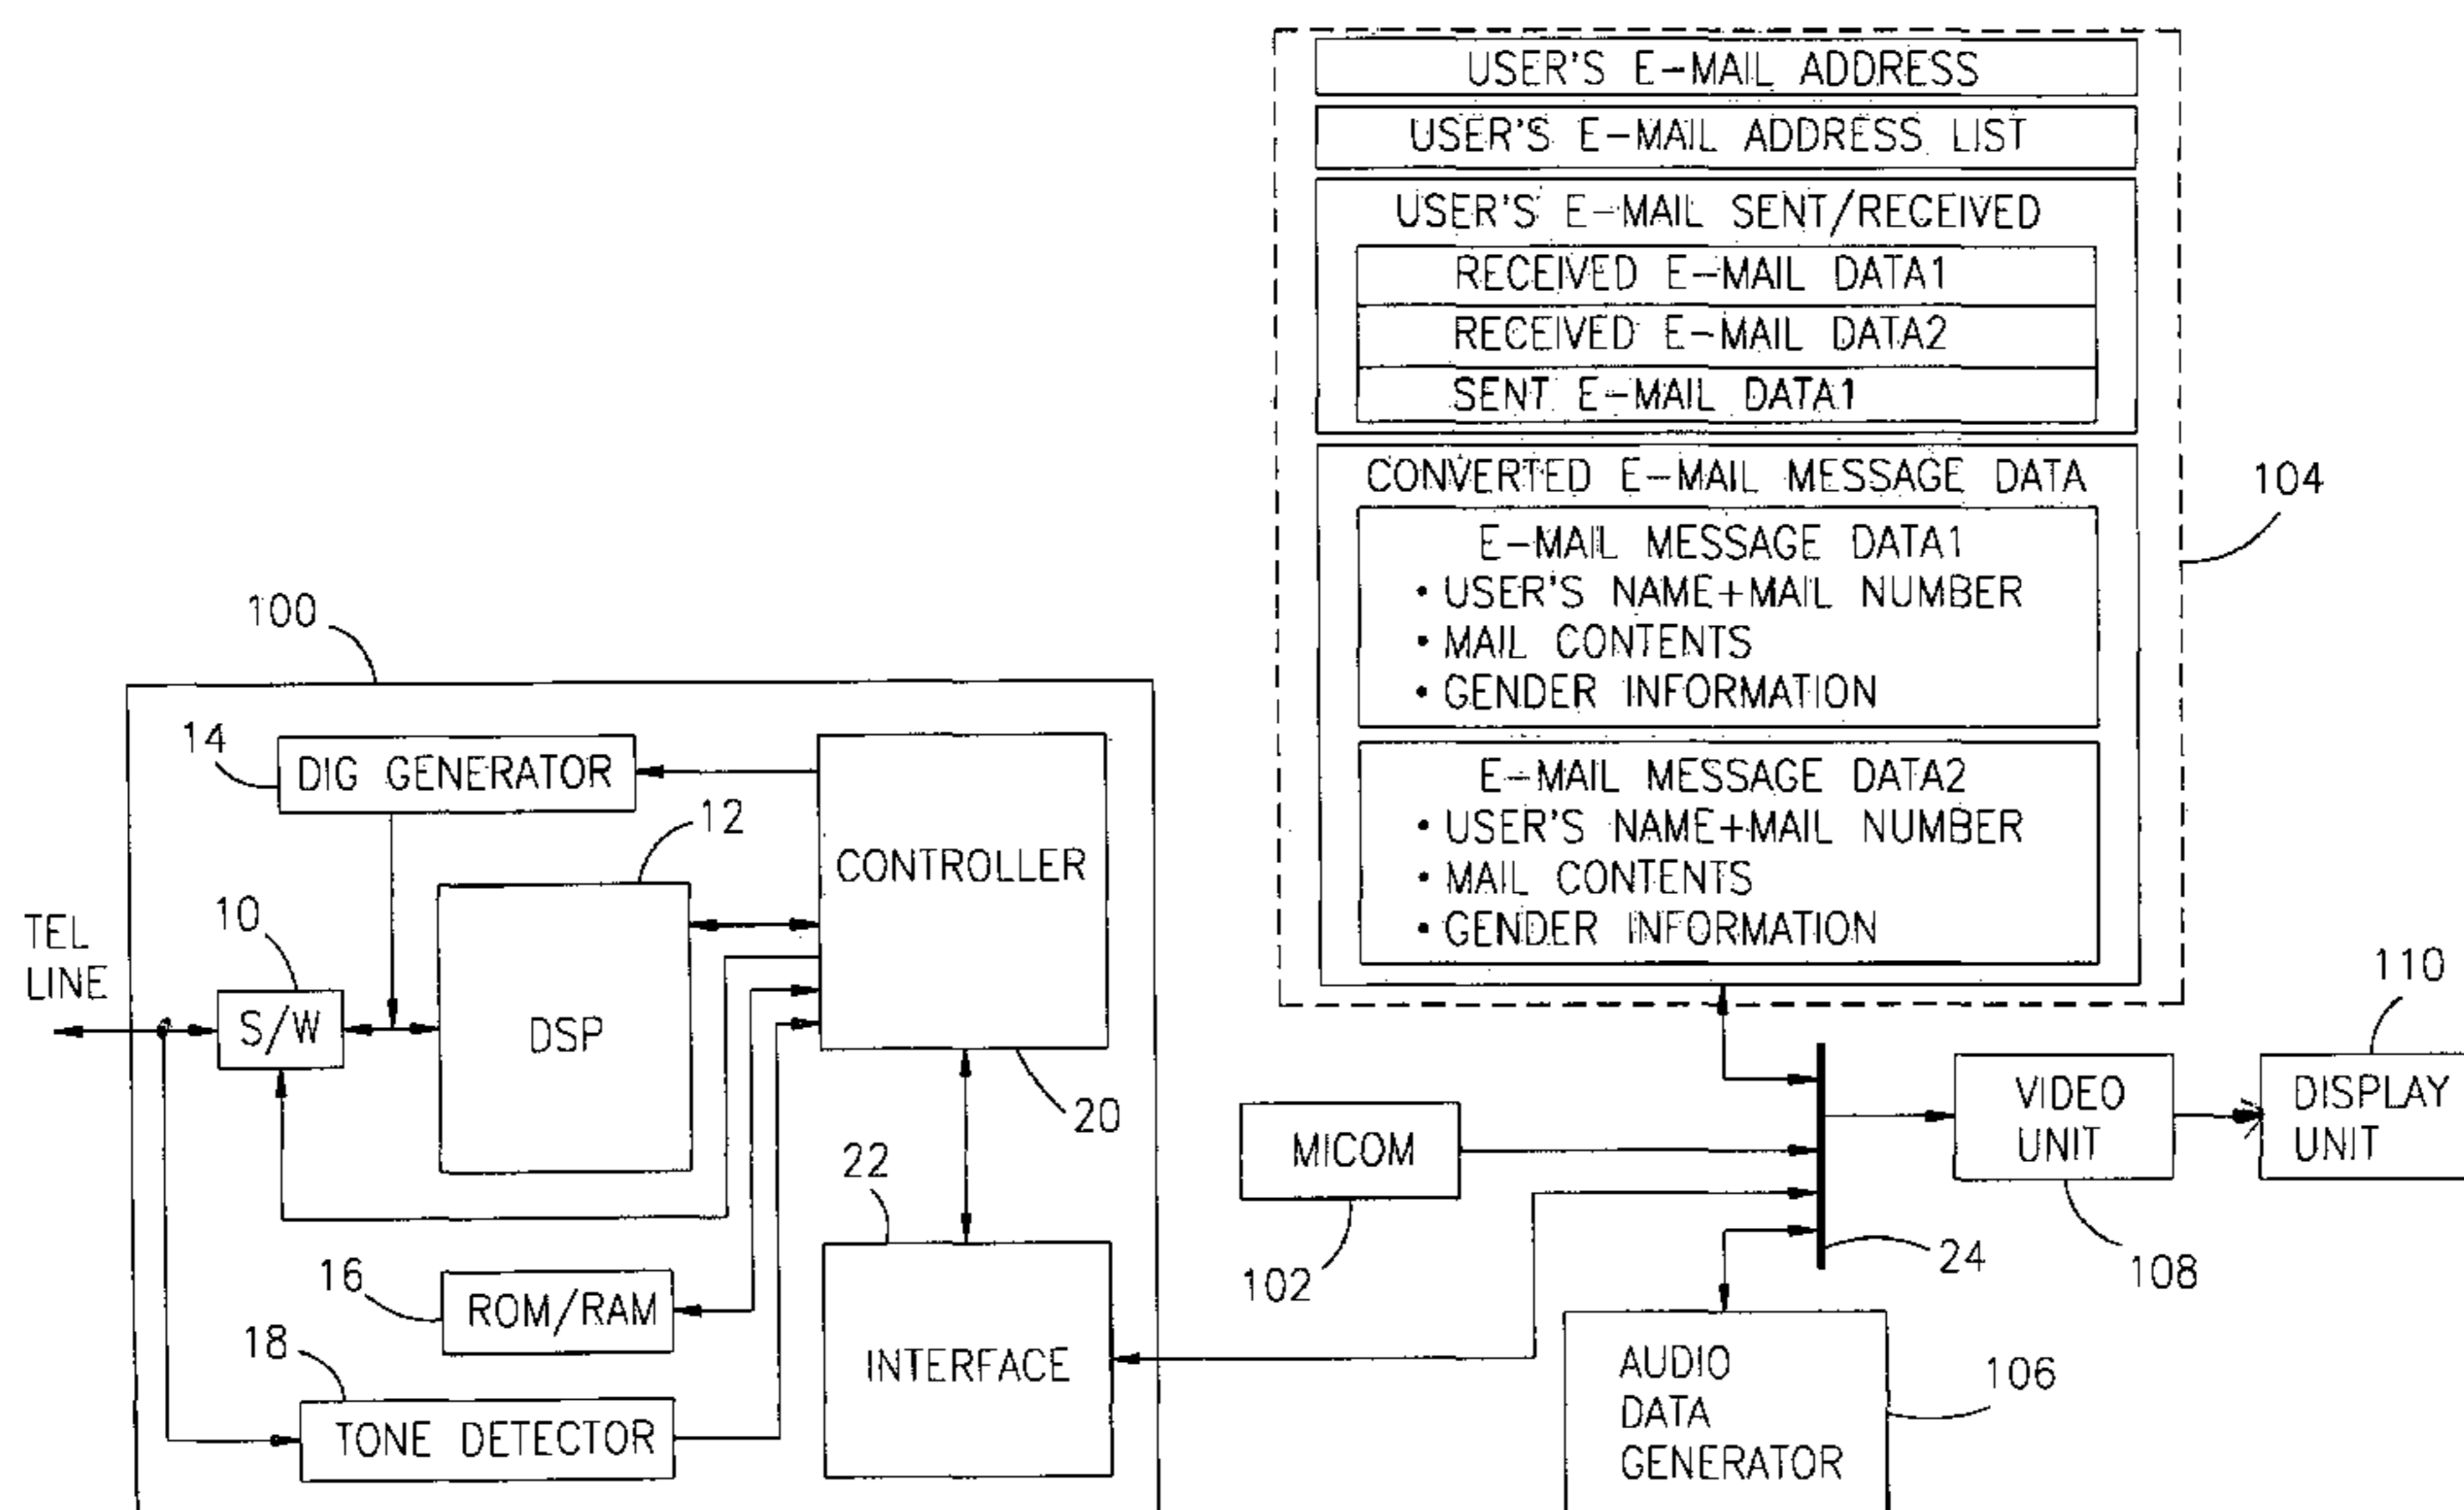 USER'S E-MAIL ADDRESS
USER'S E-MAIL ADDRESS LIST
USER'S E-MAIL SENT/RECEIVED
RECEIVED E-MAIL DATA1
RECEIVED E-MAIL DATA2
SENT E-MAIL DATA1
CONVERTED E-MAIL MESSAGE DATA
104
E-MAIL MESSAGE DATA1
• USER'S NAME+MAIL NUMBER
• MAIL CONTENTS
• GENDER INFORMATION
E-MAIL MESSAGE DATA2
• USER'S NAME+MAIL NUMBER
• MAIL CONTENTS
• GENDER INFORMATION
100
14
DIG GENERATOR
12
CONTROLLER
10
TEL
LINE
S/W
DSP
20
22
16
ROM/RAM
18
TONE DETECTOR
INTERFACE
MICOM
102
24
VIDEO
UNIT
108
110
DISPLAY
UNIT
AUDIO
DATA
GENERATOR
106